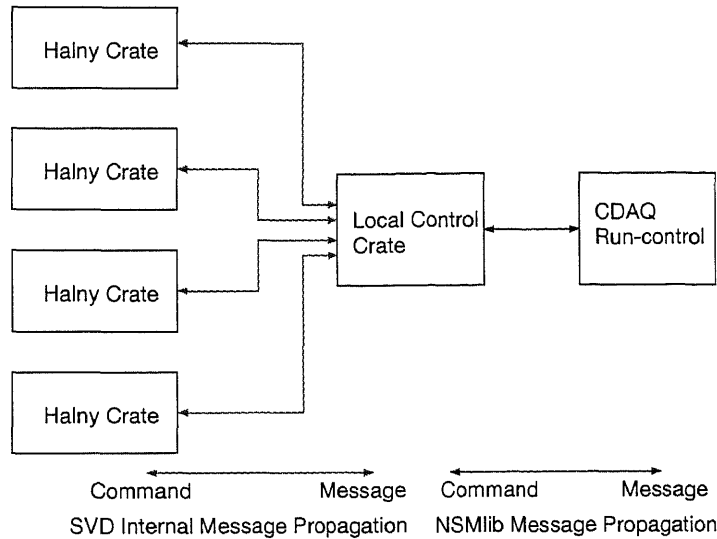 Halny Crate
Halny Crate
Halny Crate
Halny Crate
Local Control
Crate
CDAQ
Run-control
Command Message
SVD Internal Message Propagation
Command Message
NSMlib Message Propagation